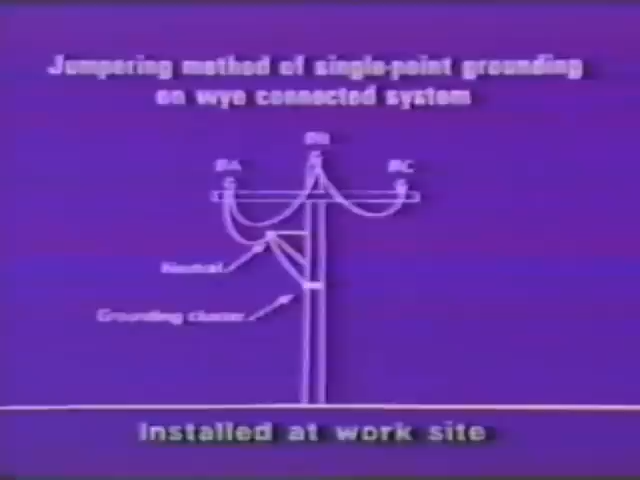 Jumpering method of single-point grounding
on wye connected system
ØB
ØA
ØC
Neutral
Grounding cluster
Installed at work site